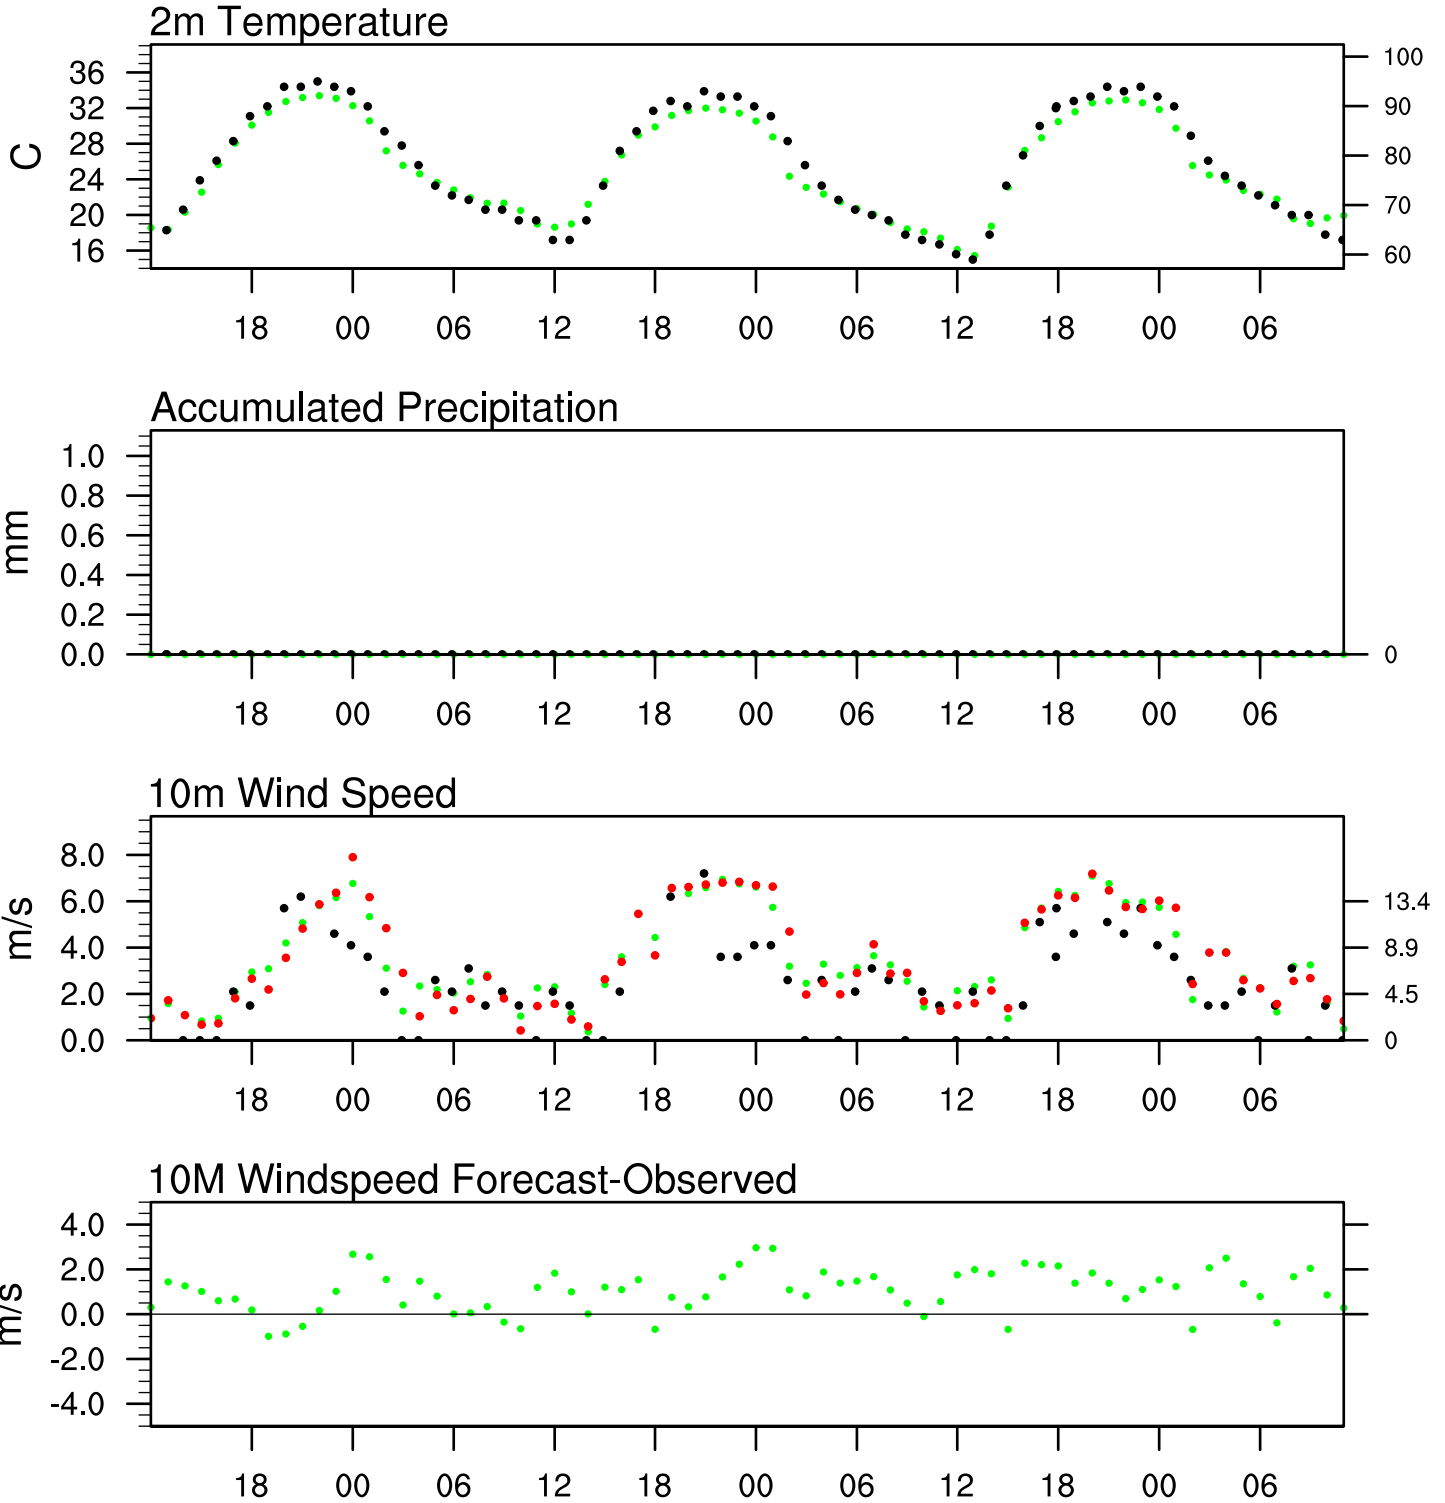 2m Temperature
36
32
28
24
20
16
C
100
90
80
70
60
18 00 06 12 18 00 06 12 18 00 06
Accumulated Precipitation
1.0
0.8
0.6
0.4
0.2
0.0
mm
0
18 00 06 12 18 00 06 12 18 00 06
10m Wind Speed
8.0
6.0
4.0
2.0
0.0
m/s
13.4
8.9
4.5
0
18 00 06 12 18 00 06 12 18 00 06
10M Windspeed Forecast-Observed
4.0
2.0
0.0
-2.0
-4.0
m/s
18 00 06 12 18 00 06 12 18 00 06